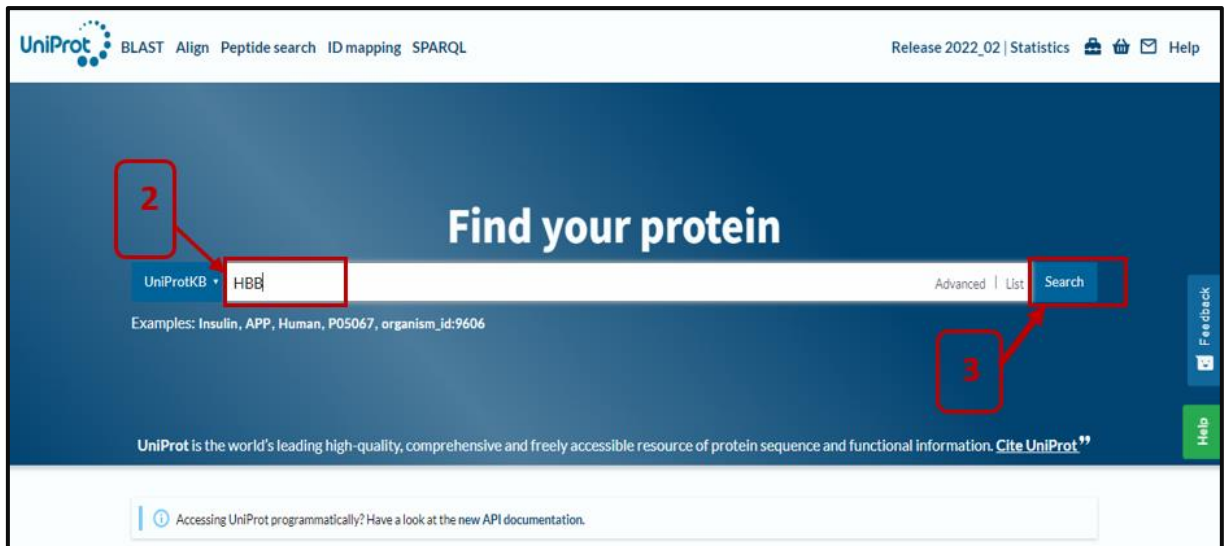 UniProt BLAST Align Peptide search ID mapping SPARQL Release 2022_02 | Statistics Help
2
Find your protein
UniProtKB HBB Advanced | List Search
Examples: Insulin, APP, Human, P05067, organism_id:9606
3
Feedback
Help
UniProt is the world's leading high-quality, comprehensive and freely accessible resource of protein sequence and functional information. Cite UniProt”
Accessing UniProt programmatically? Have a look at the new API documentation.